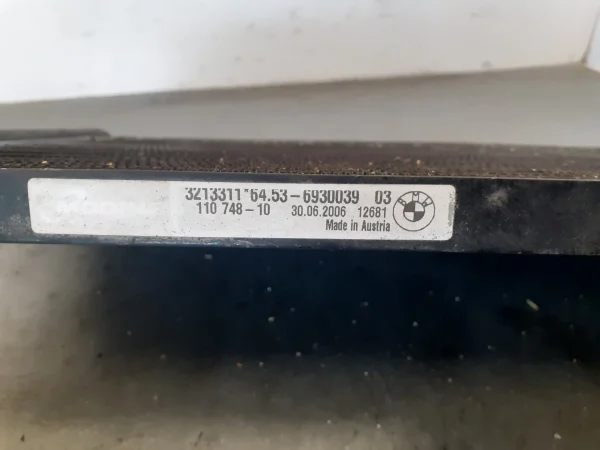 3213311*64.53-6930039 03
110 748-10 30.06.2006 12681
Made in Austria
BMW